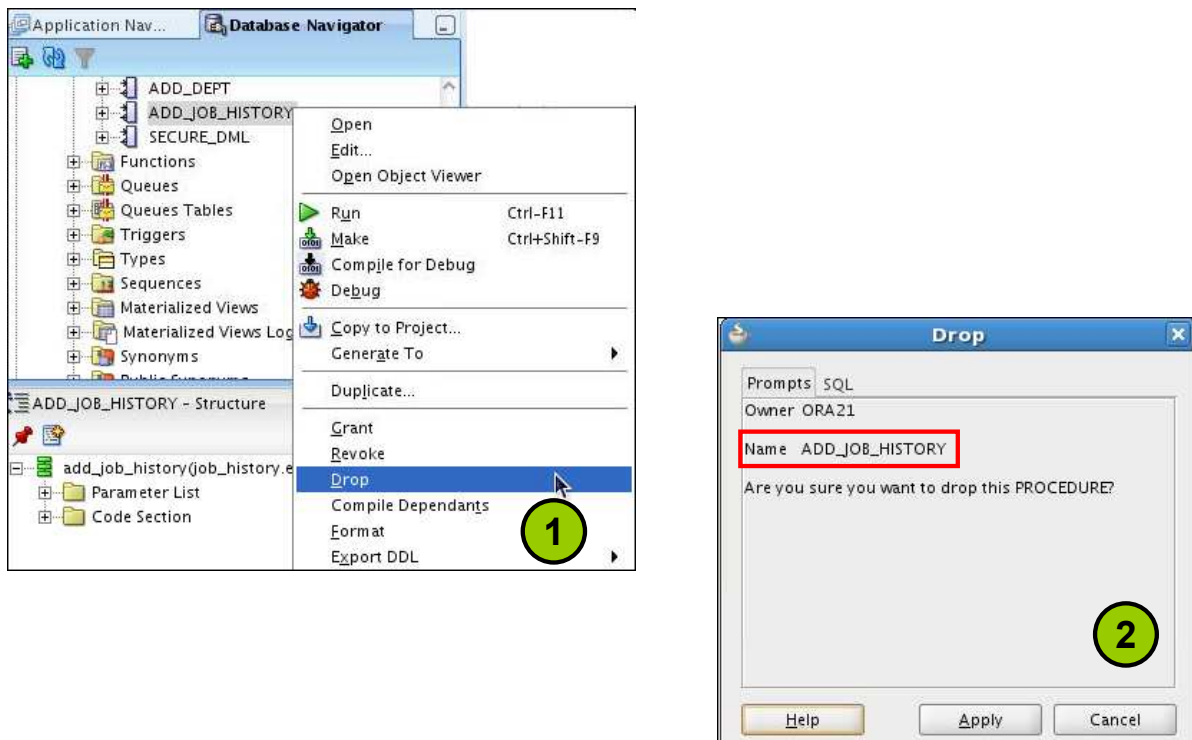 Application Nav...
Database Navigator
ADD_DEPT
ADD_JOB_HISTORY
SECURE_DML
Functions
Queues
Queues Tables
Triggers
Types
Sequences
Materialized Views
Materialized Views Log
Synonyms
Public Synonyms
ADD_JOB_HISTORY - Structure
add_job_history(job_history.e
Parameter List
Code Section
Open
Edit...
Open Object Viewer
Run Ctrl-F11
Make Ctrl+Shift-F9
Compile for Debug
Debug
Copy to Project...
Generate To
Duplicate...
Grant
Revoke
Drop
Compile Dependants
Format
Export DDL
1
Drop
Prompts SQL
Owner ORA21
Name ADD_JOB_HISTORY
Are you sure you want to drop this PROCEDURE?
2
Help Apply Cancel